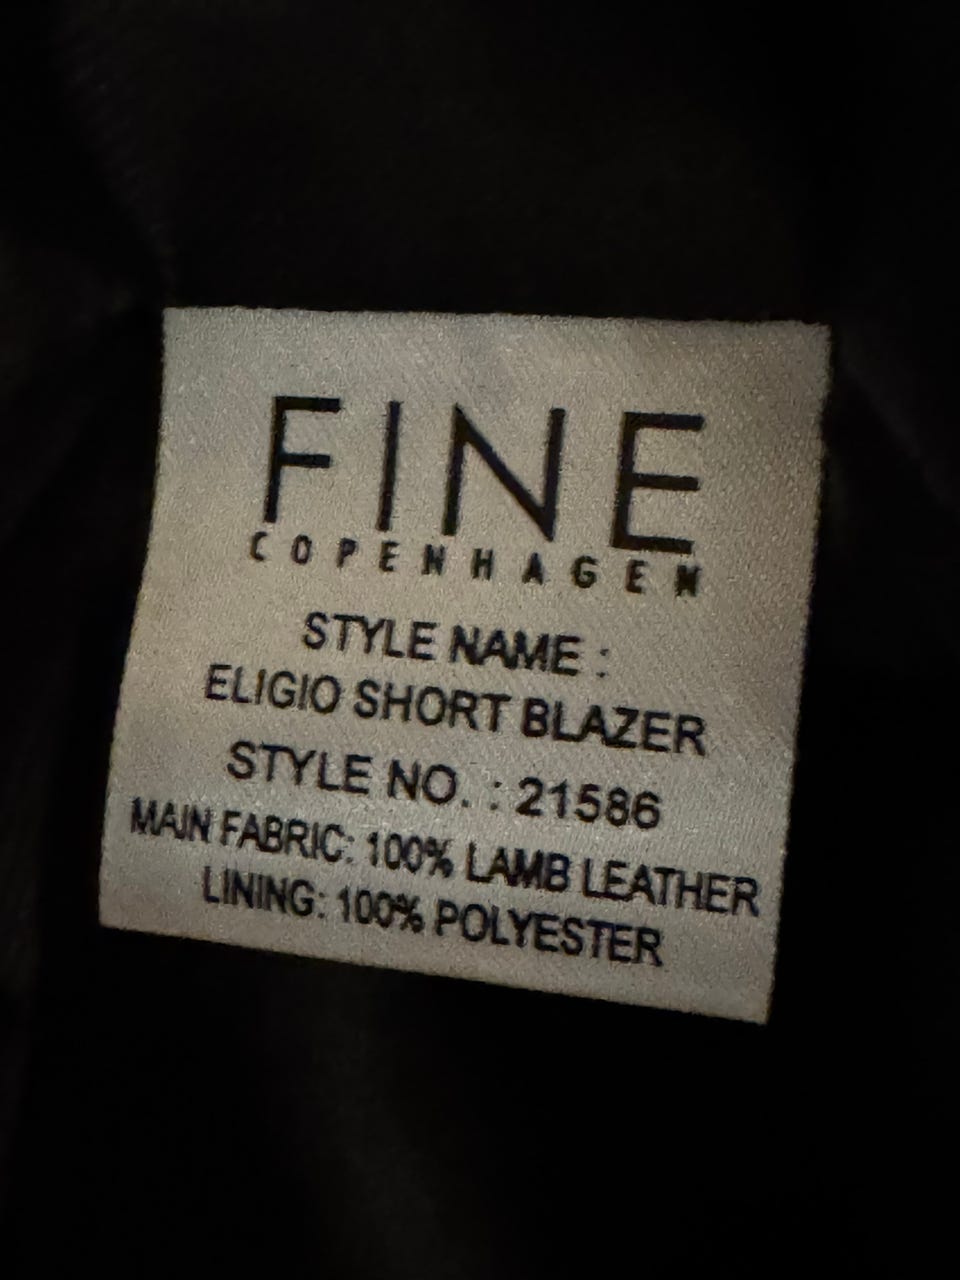 FINE
COPENHAGEN
STYLE NAME :
ELIGIO SHORT BLAZER
STYLE NO. : 21586
MAIN FABRIC: 100% LAMB LEATHER
LINING: 100% POLYESTER